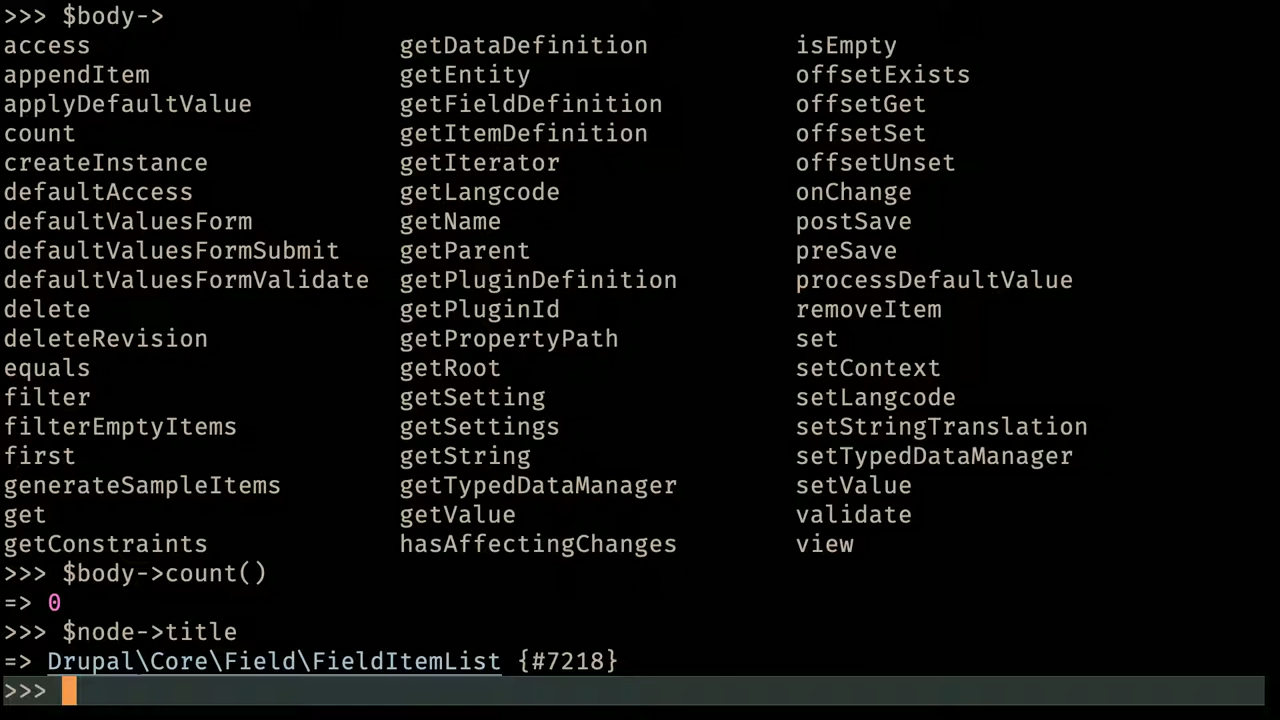 >>> $body->
access getDataDefinition isEmpty
appendItem getEntity offsetExists
applyDefaultValue getFieldDefinition offsetGet
count getItemDefinition offsetSet
createInstance getIterator offsetUnset
defaultAccess getLangcode onChange
defaultValuesForm getName postSave
defaultValuesFormSubmit getParent preSave
defaultValuesFormValidate getPluginDefinition processDefaultValue
delete getPluginId removeItem
deleteRevision getPropertyPath set
equals getRoot setContext
filter getSetting setLangcode
filterEmptyItems getSettings setStringTranslation
first getString setTypedDataManager
generateSampleItems getTypedDataManager setValue
get getValue validate
getConstraints hasAffectingChanges view
>>> $body->count()
=> 0
>>> $node->title
=> Drupal\Core\Field\FieldItemList {#7218}
>>>